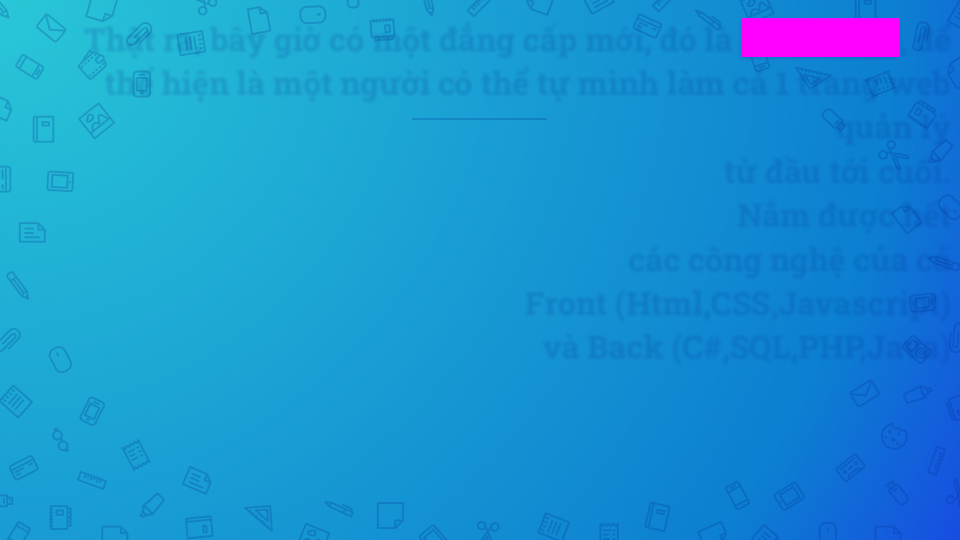 Thật ra bây giờ có một đẳng cấp mới, đó là
thể hiện là một người có thể tự mình làm cả 1 trang web
quản lý
từ đầu tới cuối.
Nắm được hết
các công nghệ của cả
Front (Html,CSS,Javascript)
và Back (C#,SQL,PHP,Java)